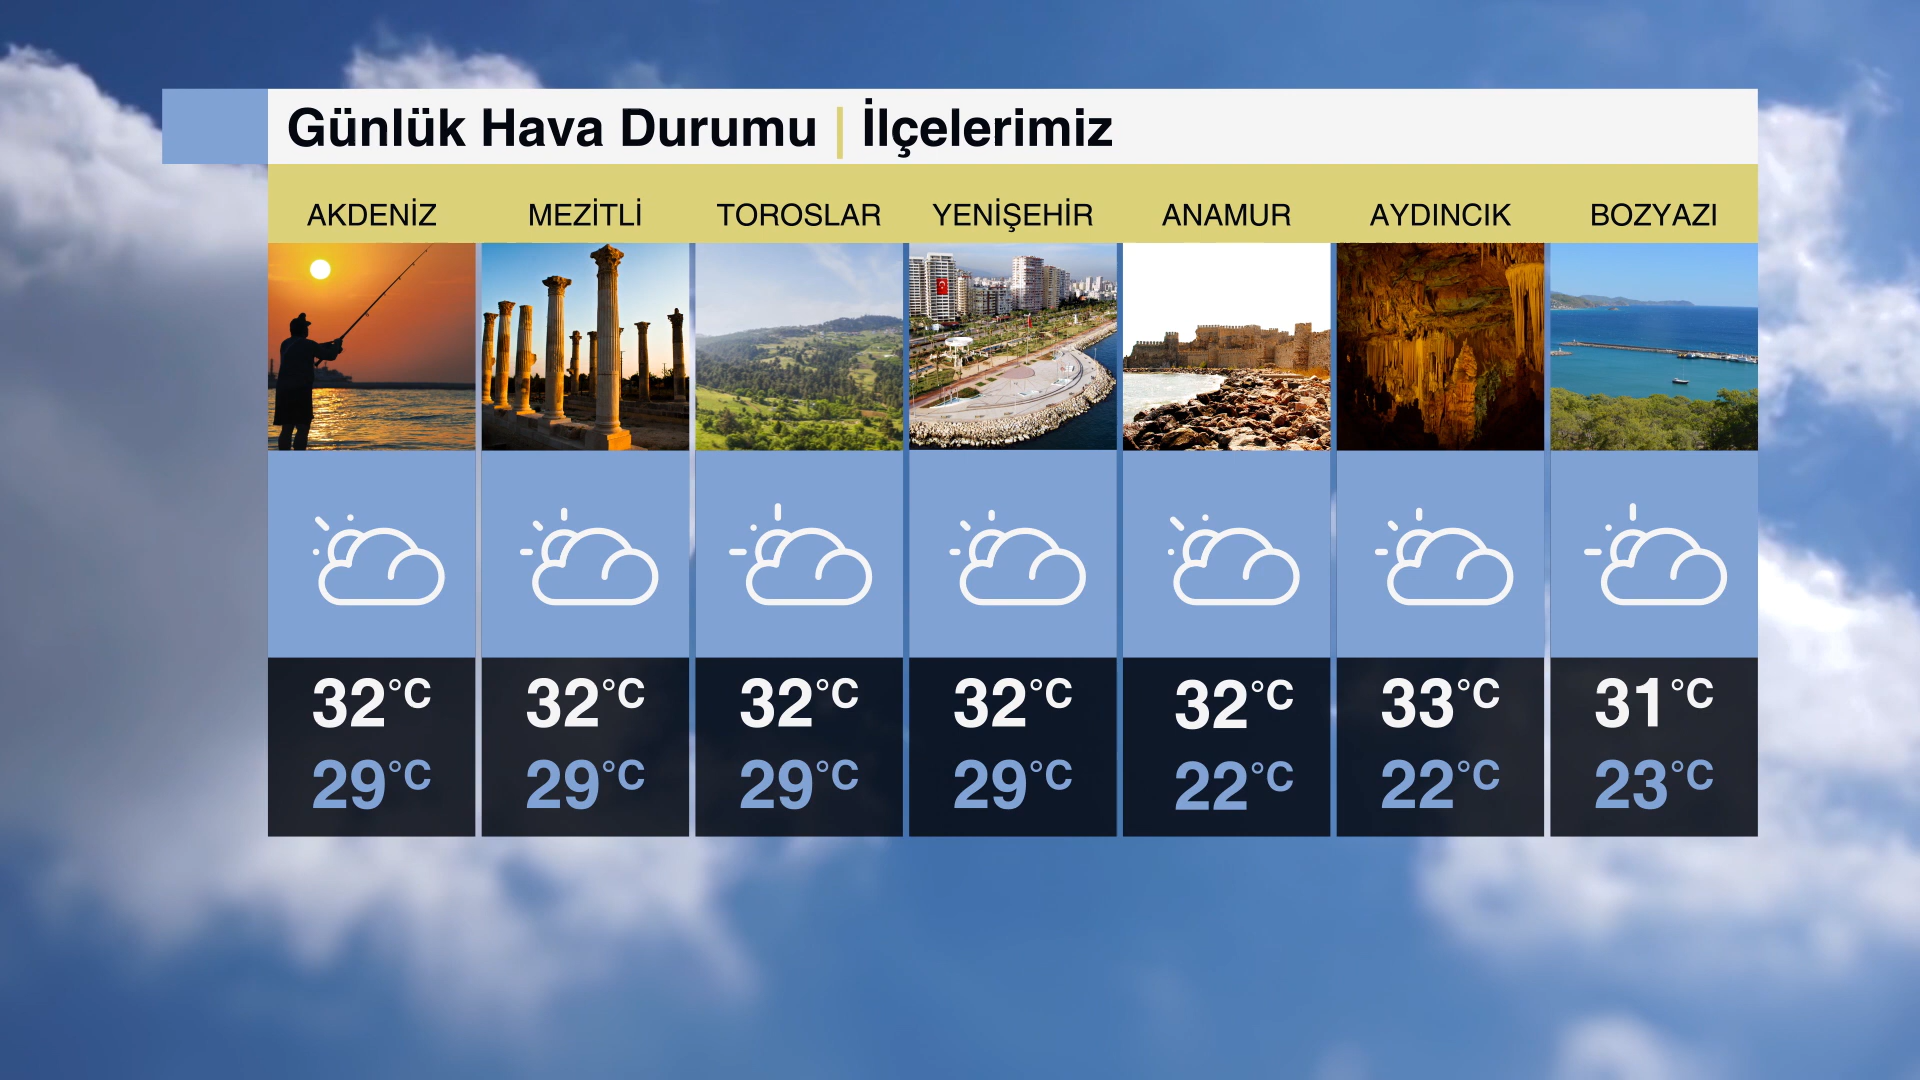 Günlük Hava Durumu | İlçelerimiz
AKDENİZ MEZİTLİ TOROSLAR YENİŞEHİR ANAMUR AYDINCIK BOZYAZI
32°C 32°C 32°C 32°C 32°C 33°C 31°C
29°C 29°C 29°C 29°C 22°C 22°C 23°C